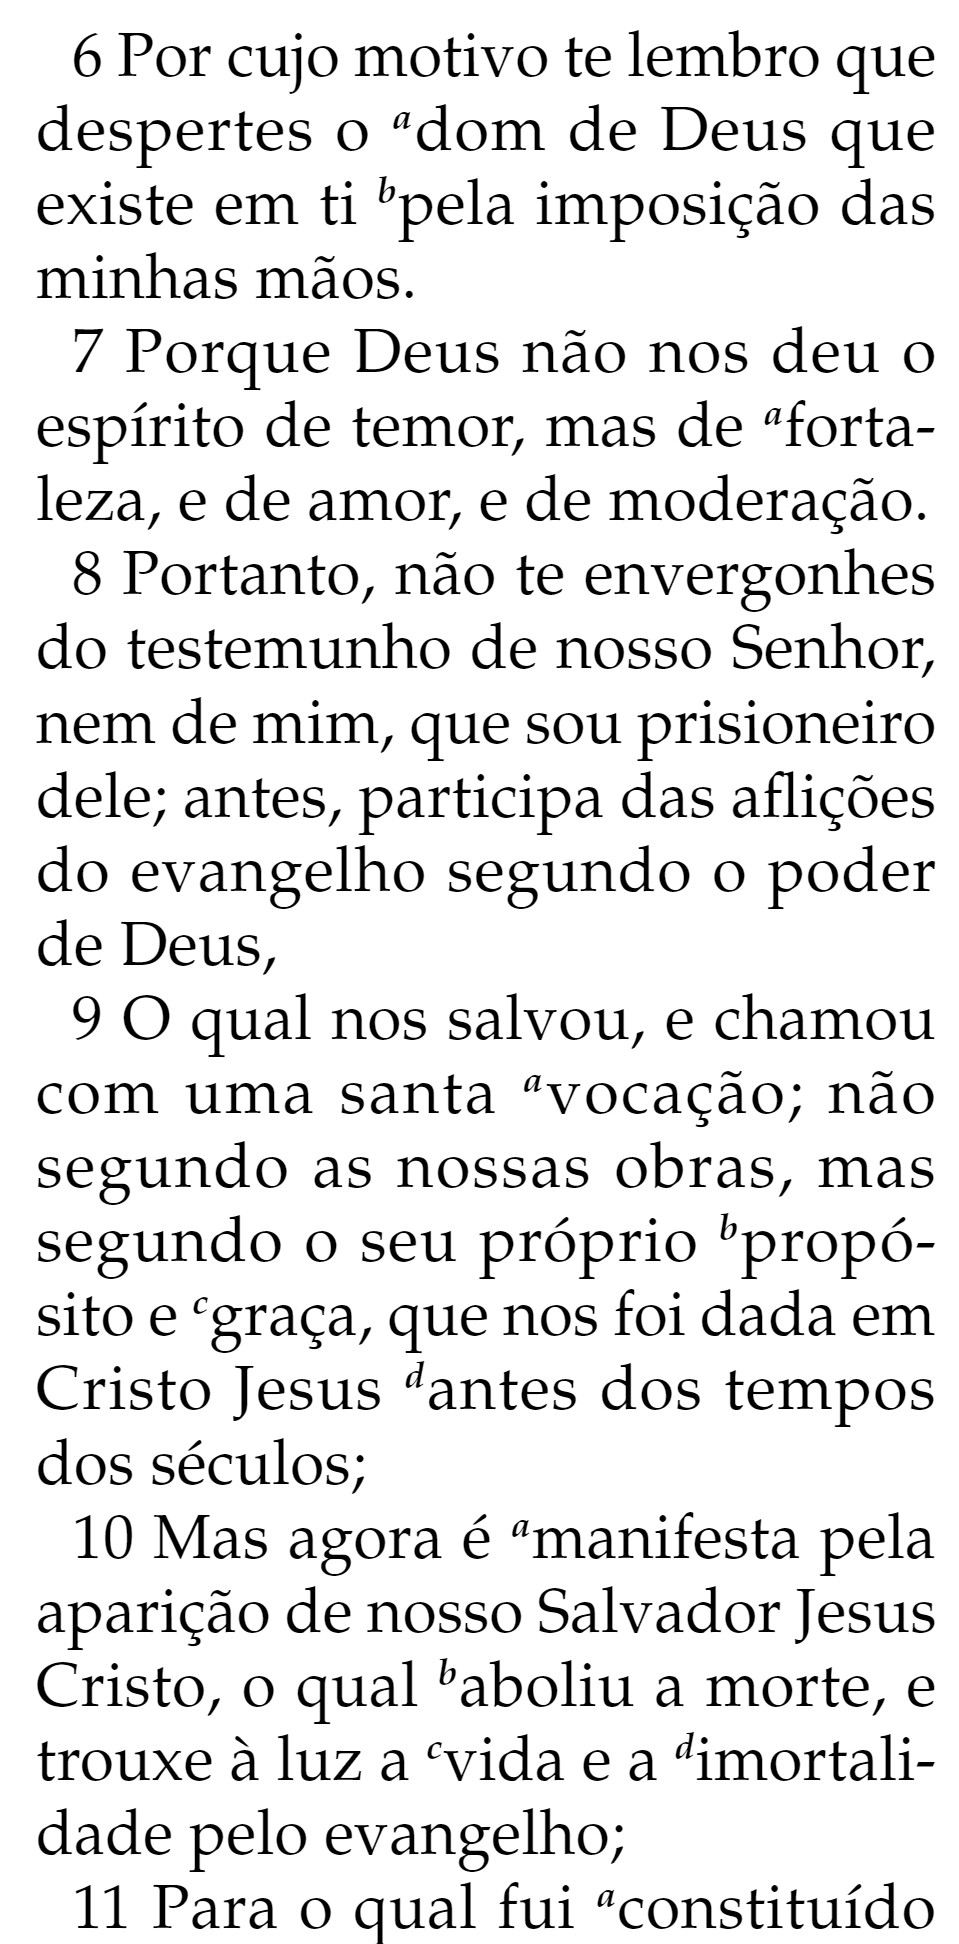 6 Por cujo motivo te lembro que
despertes o ᵃdom de Deus que
existe em ti ᵇpela imposição das
minhas mãos.
7 Porque Deus não nos deu o
espírito de temor, mas de ᵃforta-
leza, e de amor, e de moderação.
8 Portanto, não te envergonhes
do testemunho de nosso Senhor,
nem de mim, que sou prisioneiro
dele; antes, participa das aflições
do evangelho segundo o poder
de Deus,
9 O qual nos salvou, e chamou
com uma santa ᵃvocação; não
segundo as nossas obras, mas
segundo o seu próprio ᵇpropó-
sito e ᶜgraça, que nos foi dada em
Cristo Jesus ᵈantes dos tempos
dos séculos;
10 Mas agora é ᵃmanifesta pela
aparição de nosso Salvador Jesus
Cristo, o qual ᵇaboliu a morte, e
trouxe à luz a ᶜvida e a ᵈimortali-
dade pelo evangelho;
11 Para o qual fui ᵃconstituído